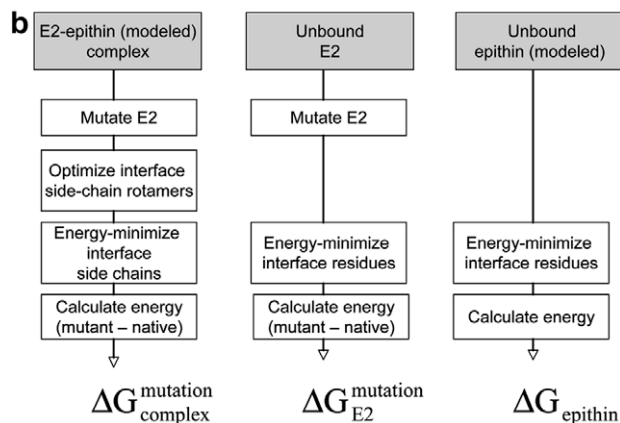 b
E2-epithin (modeled)
complex
Mutate E2
Optimize interface
side-chain rotamers
Energy-minimize
interface
side chains
Calculate energy
(mutant – native)
ΔG mutation complex
Unbound
E2
Mutate E2
Energy-minimize
interface residues
Calculate energy
(mutant – native)
ΔG mutation E2
Unbound
epithin (modeled)
Energy-minimize
interface residues
Calculate energy
ΔG epithin